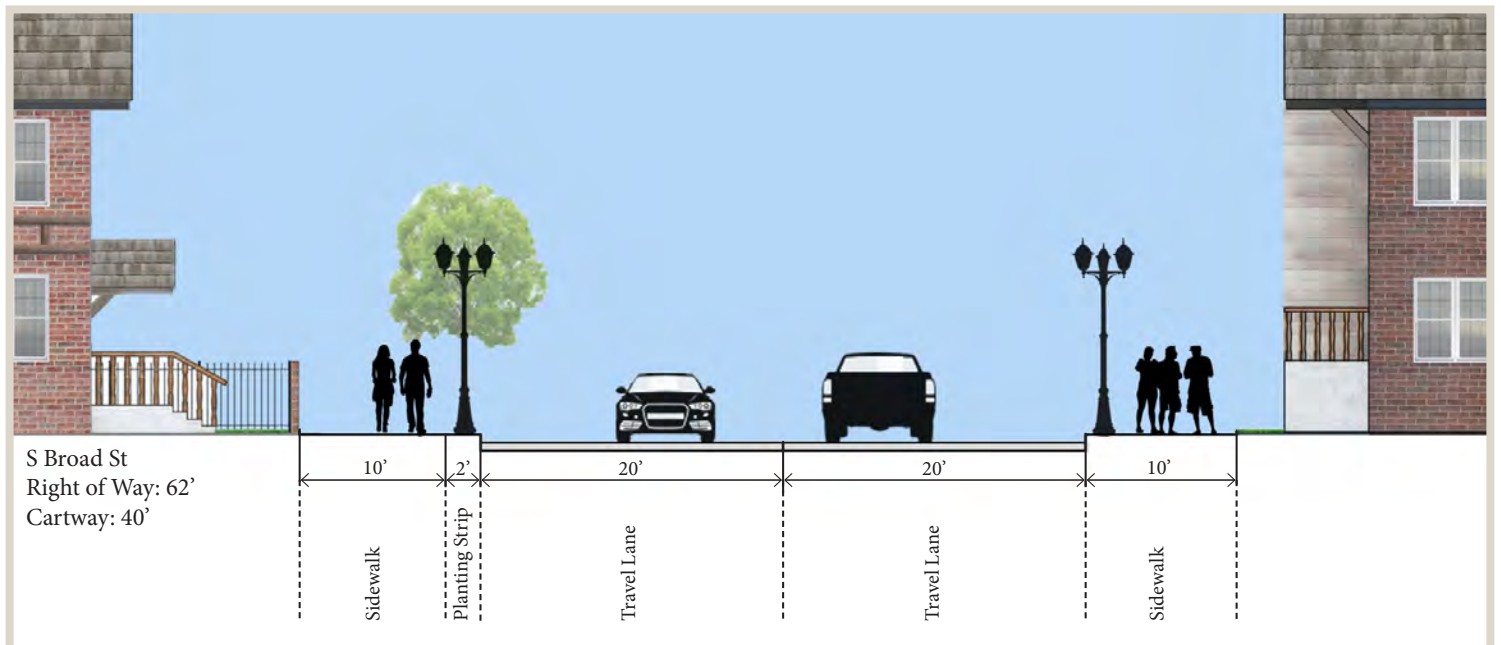 S Broad St
Right of Way: 62’
Cartway: 40’
10’ 2’ 20’ 20’ 10’
Sidewalk
Planting Strip
Travel Lane
Travel Lane
Sidewalk